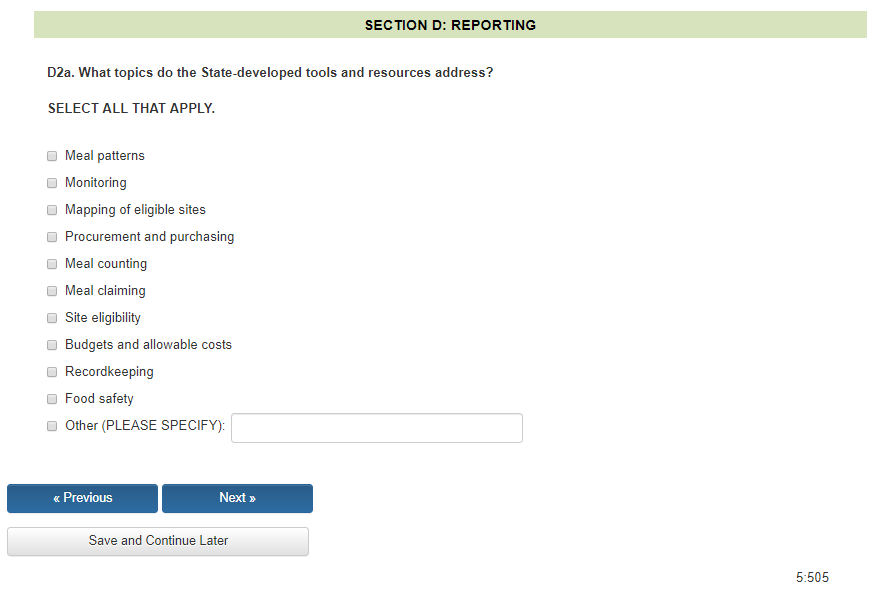 SECTION D: REPORTING
D2a. What topics do the State-developed tools and resources address?
SELECT ALL THAT APPLY.
Meal patterns
Monitoring
Mapping of eligible sites
Procurement and purchasing
Meal counting
Meal claiming
Site eligibility
Budgets and allowable costs
Recordkeeping
Food safety
Other (PLEASE SPECIFY):
« Previous
Next »
Save and Continue Later
5:505